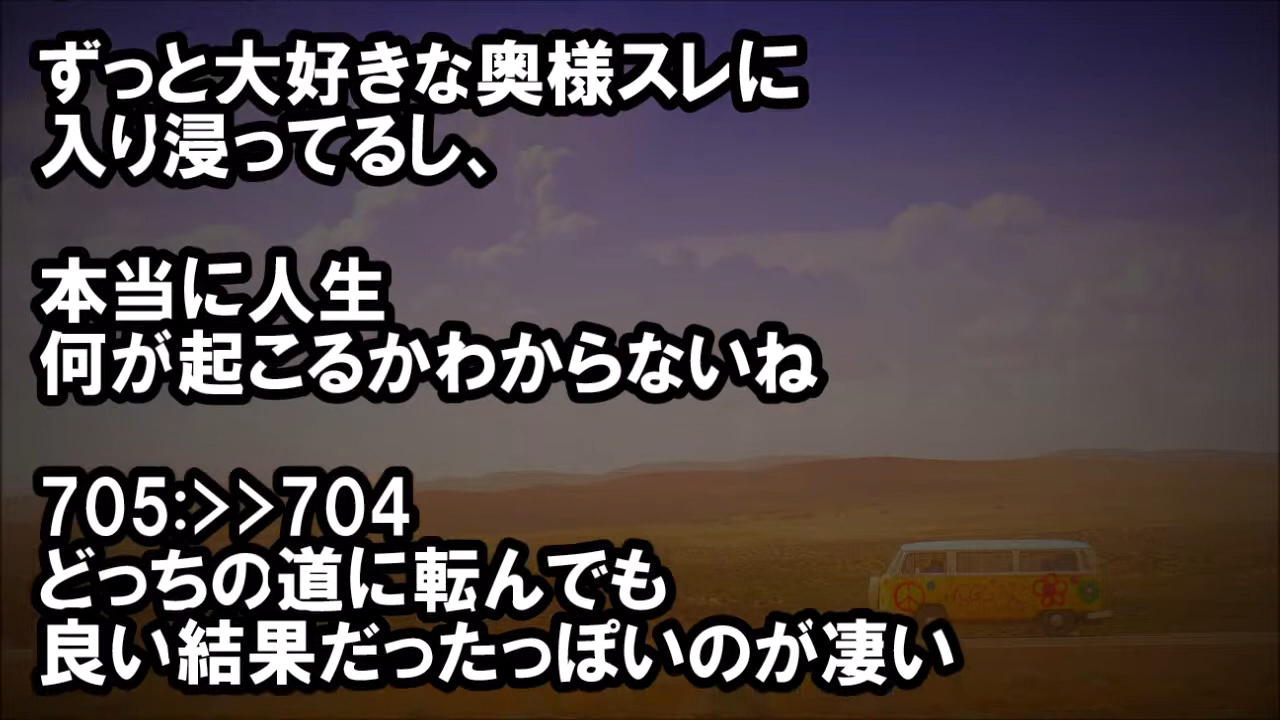 ずっと大好きな奥様スレに
入り浸ってるし、
本当に人生
何が起こるかわからないね
705:>>704
どっちの道に転んでも
良い結果だったっぽいのが凄い